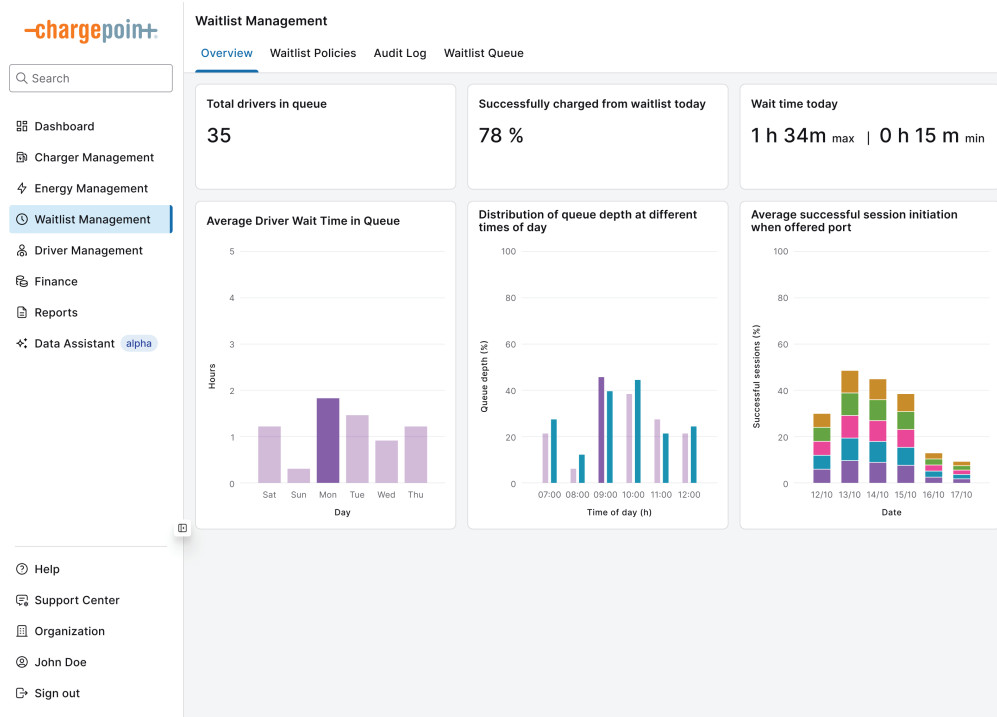 -chargepoin+
Search
Dashboard
Charger Management
Energy Management
Waitlist Management
Driver Management
Finance
Reports
Data Assistant alpha
Help
Support Center
Organization
John Doe
Sign out
Waitlist Management
Overview Waitlist Policies Audit Log Waitlist Queue
Total drivers in queue
35
Successfully charged from waitlist today
78 %
Wait time today
1 h 34m max | 0 h 15 m min
Average Driver Wait Time in Queue
5
4
3
2
1
0
Hours
Sat Sun Mon Tue Wed Thu
Day
Distribution of queue depth at different
times of day
100
80
60
40
20
0
Queue depth (%)
07:00 08:00 09:00 10:00 11:00 12:00
Time of day (h)
Average successful session initiation
when offered port
100
80
60
40
20
0
Successful sessions (%)
12/10 13/10 14/10 15/10 16/10 17/10
Date